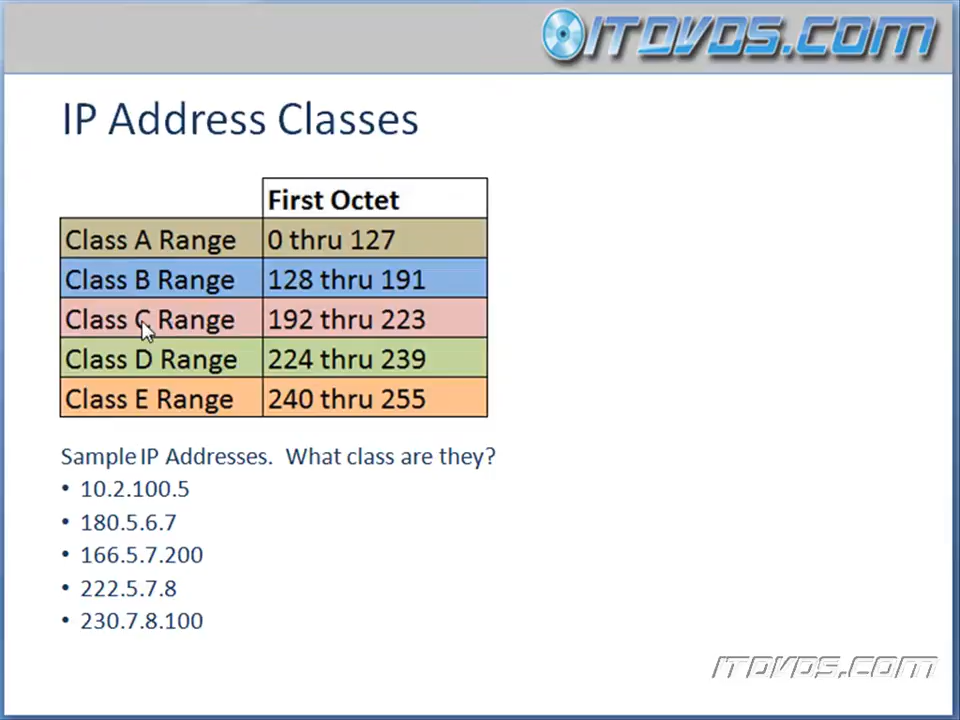 ITDVDS.COM
IP Address Classes
First Octet
Class A Range 0 thru 127
Class B Range 128 thru 191
Class C Range 192 thru 223
Class D Range 224 thru 239
Class E Range 240 thru 255
Sample IP Addresses. What class are they?
• 10.2.100.5
• 180.5.6.7
• 166.5.7.200
• 222.5.7.8
• 230.7.8.100
ITDVDS.COM